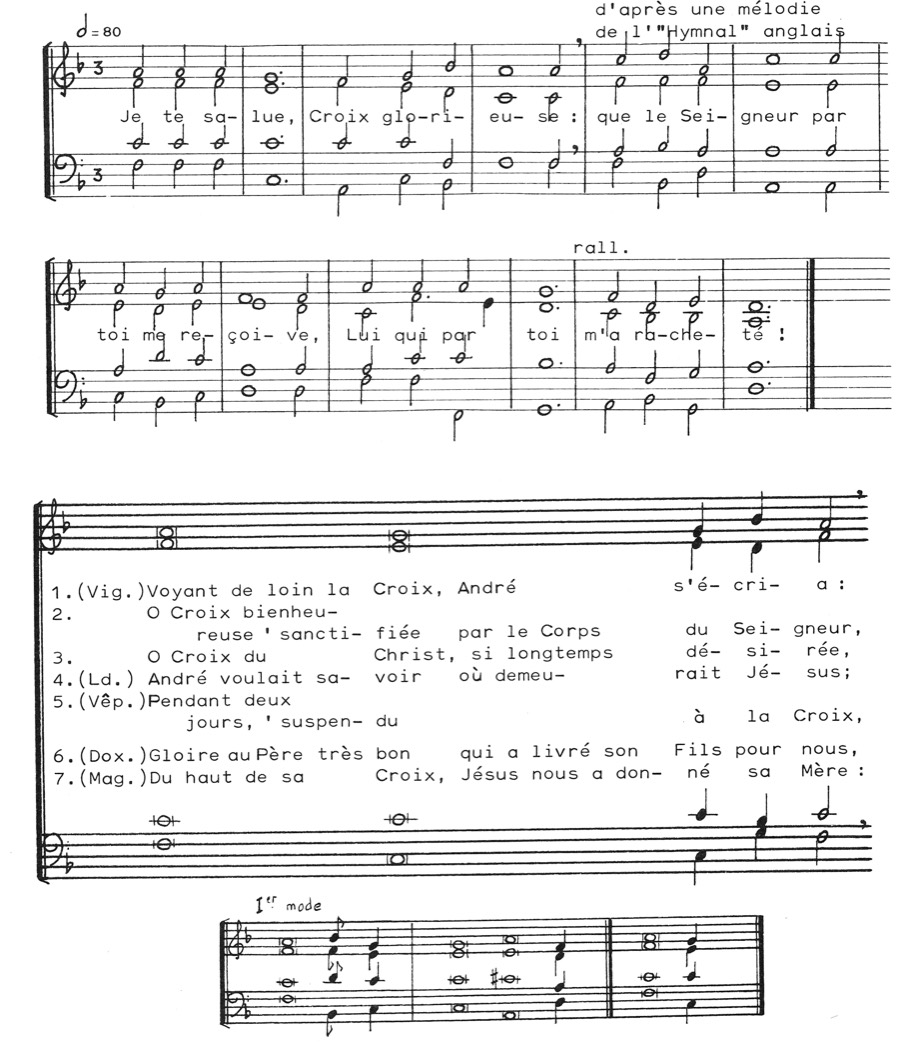 d'après une mélodie
de l'"Hymnal" anglais
= 80
3
Je te sa- lue, Croix glo-ri- eu- se : que le Sei- gneur par
3
rall.
toi me re- çoi- ve, Lui qui par toi m'a ra-che- té !
1.(Vig.)Voyant de loin la Croix, André s'é- cri- a :
2. O Croix bienheu-
reuse ' sancti- fiée par le Corps du Sei- gneur,
3. O Croix du Christ, si longtemps dé- si- rée,
4.(Ld.) André voulait sa- voir où demeu- rait Jé- sus;
5.(Vêp.)Pendant deux
jours, ' suspen- du à la Croix,
6.(Dox.)Gloire au Père très bon qui a livré son Fils pour nous,
7.(Mag.)Du haut de sa Croix, Jésus nous a don- né sa Mère :
Ier mode